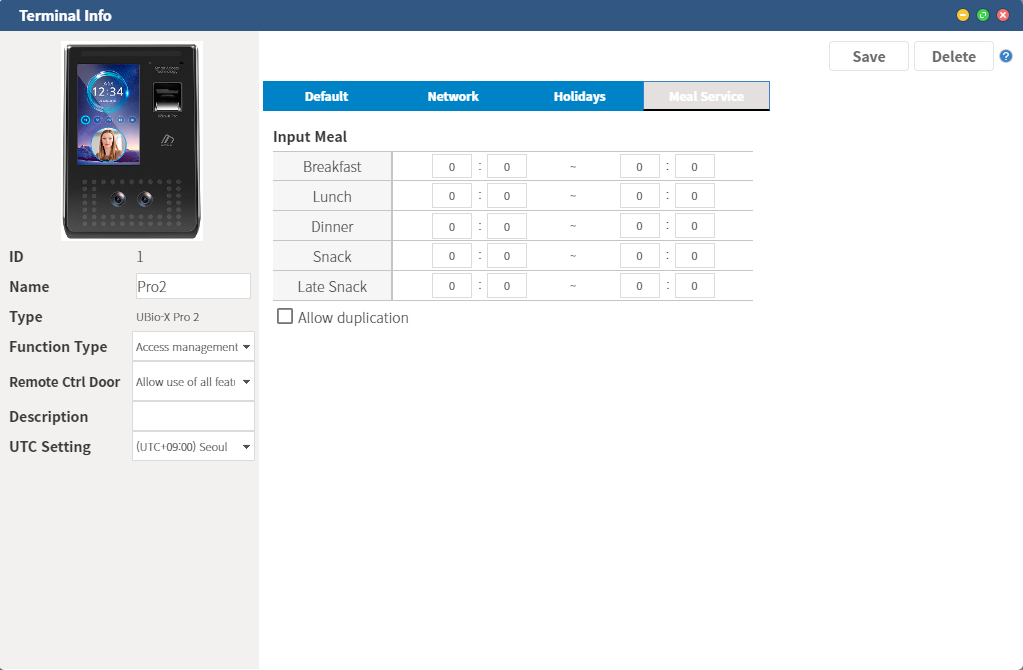 Terminal Info
Save Delete
Default Network Holidays Meal Service
12:34
ID 1
Name Pro2
Type UBio-X Pro 2
Function Type Access management
Remote Ctrl Door Allow use of all feat
Description
UTC Setting (UTC+09:00) Seoul
Input Meal
Breakfast 0 : 0 ~ 0 : 0
Lunch 0 : 0 ~ 0 : 0
Dinner 0 : 0 ~ 0 : 0
Snack 0 : 0 ~ 0 : 0
Late Snack 0 : 0 ~ 0 : 0
Allow duplication